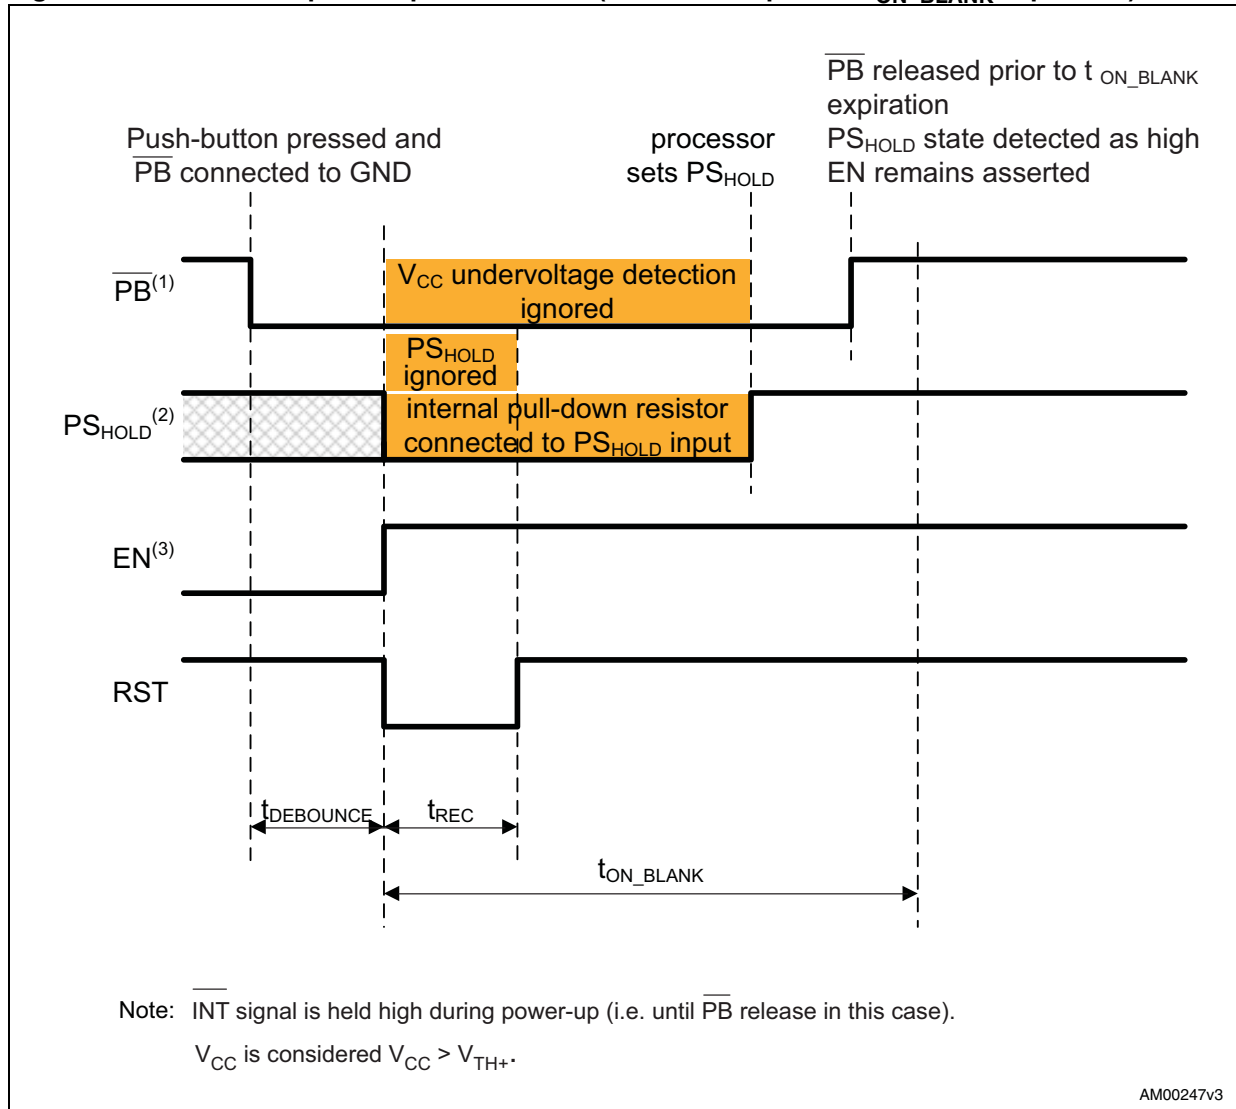 ON_BLANK
PB released prior to t ON_BLANK
expiration
PSHOLD state detected as high
EN remains asserted
Push-button pressed and
PB connected to GND
processor
sets PSHOLD
PB(1)
VCC undervoltage detection
ignored
PSHOLD
ignored
PSHOLD(2)
internal pull-down resistor
connected to PSHOLD input
EN(3)
RST
tDEBOUNCE
tREC
tON_BLANK
Note: INT signal is held high during power-up (i.e. until PB release in this case).
VCC is considered VCC > VTH+.
AM00247v3